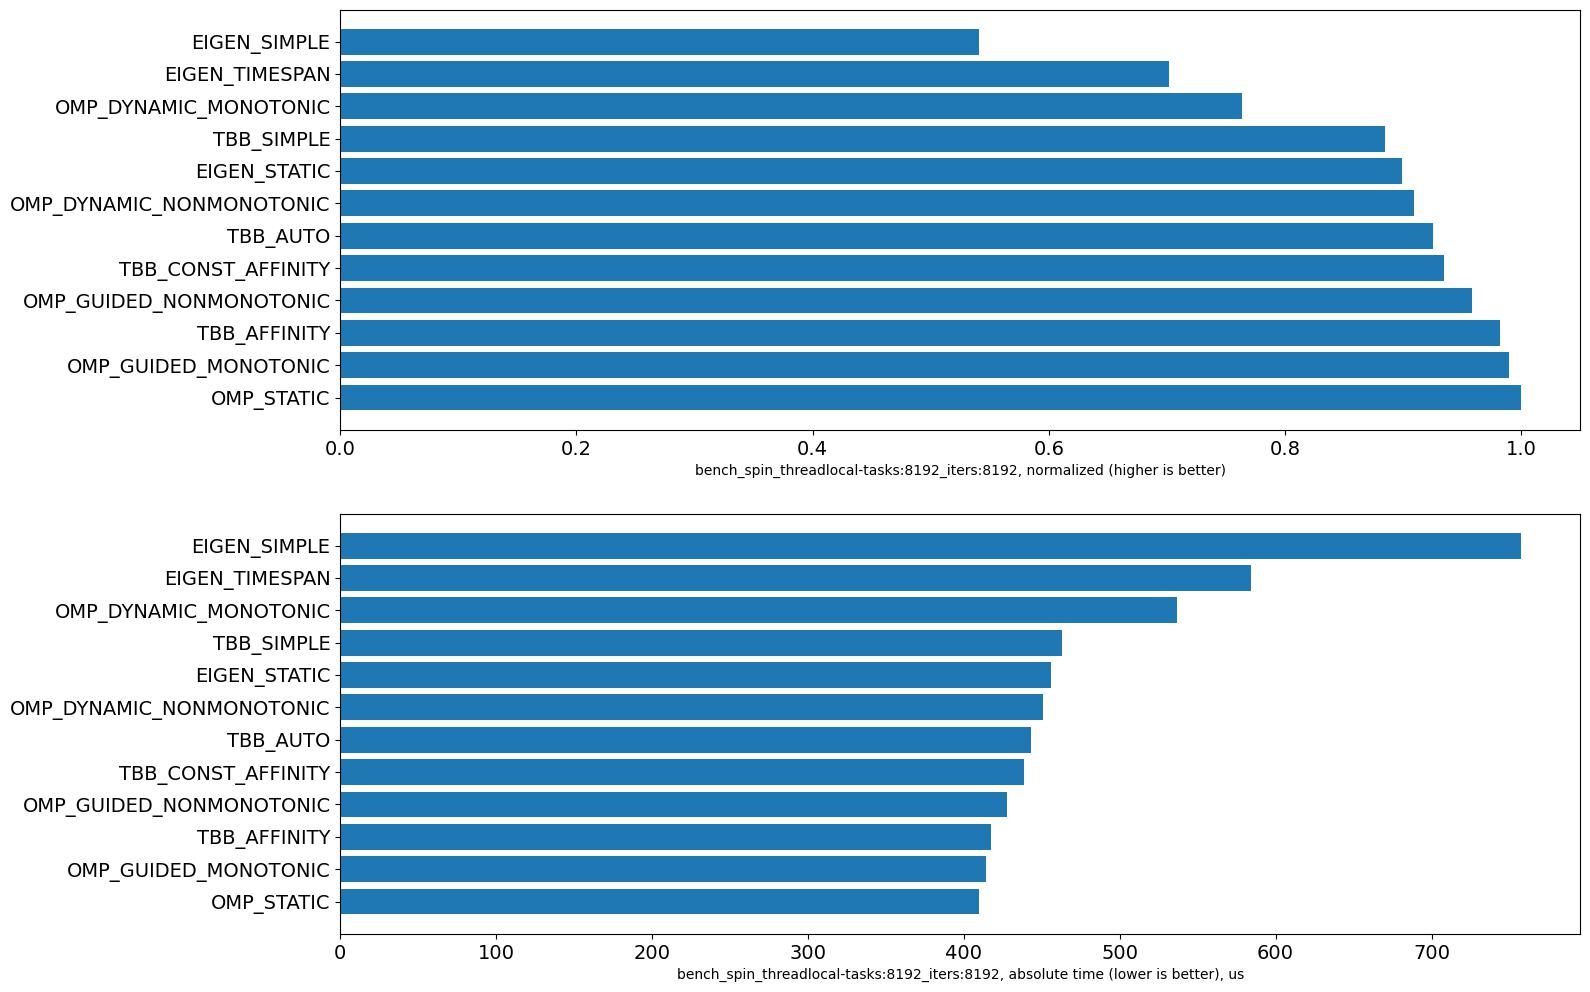 EIGEN_SIMPLE
EIGEN_TIMESPAN
OMP_DYNAMIC_MONOTONIC
TBB_SIMPLE
EIGEN_STATIC
OMP_DYNAMIC_NONMONOTONIC
TBB_AUTO
TBB_CONST_AFFINITY
OMP_GUIDED_NONMONOTONIC
TBB_AFFINITY
OMP_GUIDED_MONOTONIC
OMP_STATIC
0.0 0.2 0.4 0.6 0.8 1.0
bench_spin_threadlocal-tasks:8192_iters:8192, normalized (higher is better)
EIGEN_SIMPLE
EIGEN_TIMESPAN
OMP_DYNAMIC_MONOTONIC
TBB_SIMPLE
EIGEN_STATIC
OMP_DYNAMIC_NONMONOTONIC
TBB_AUTO
TBB_CONST_AFFINITY
OMP_GUIDED_NONMONOTONIC
TBB_AFFINITY
OMP_GUIDED_MONOTONIC
OMP_STATIC
0 100 200 300 400 500 600 700
bench_spin_threadlocal-tasks:8192_iters:8192, absolute time (lower is better), us